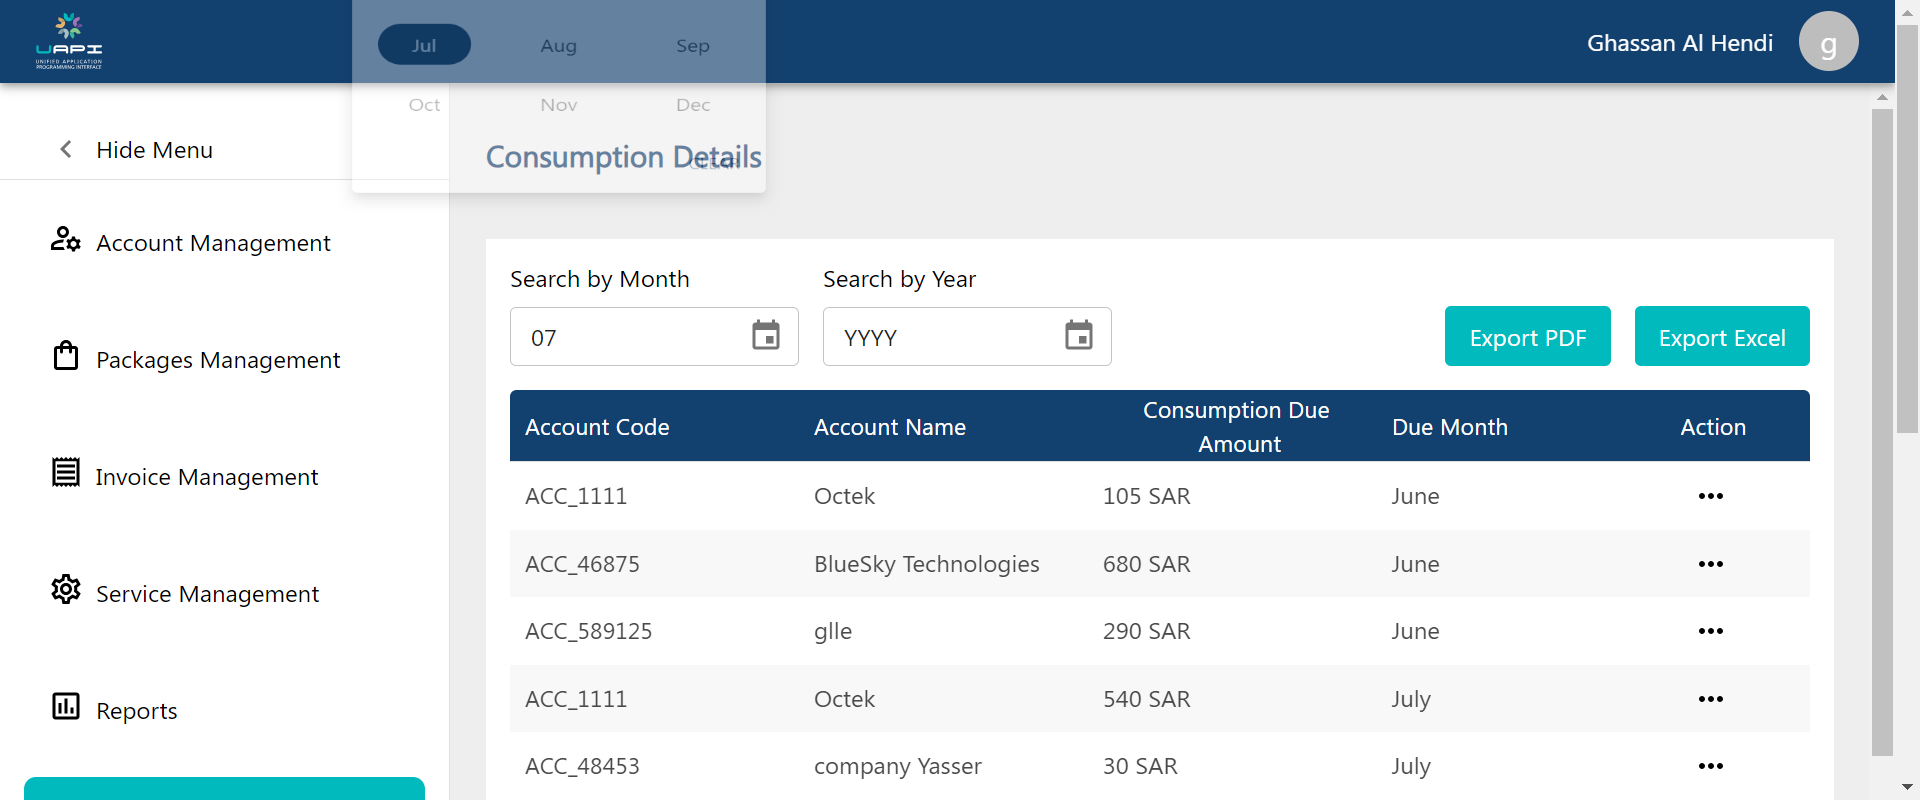 UAPI
UNIFIED APPLICATION
PROGRAMMING INTERFACE
Jul Aug Sep
Oct Nov Dec
CLEAR
Ghassan Al Hendi g
Hide Menu
Account Management
Packages Management
Invoice Management
Service Management
Reports
Consumption Details
Search by Month Search by Year
07 YYYY Export PDF Export Excel
Account Code Account Name Consumption Due Amount Due Month Action
ACC_1111 Octek 105 SAR June
ACC_46875 BlueSky Technologies 680 SAR June
ACC_589125 glle 290 SAR June
ACC_1111 Octek 540 SAR July
ACC_48453 company Yasser 30 SAR July